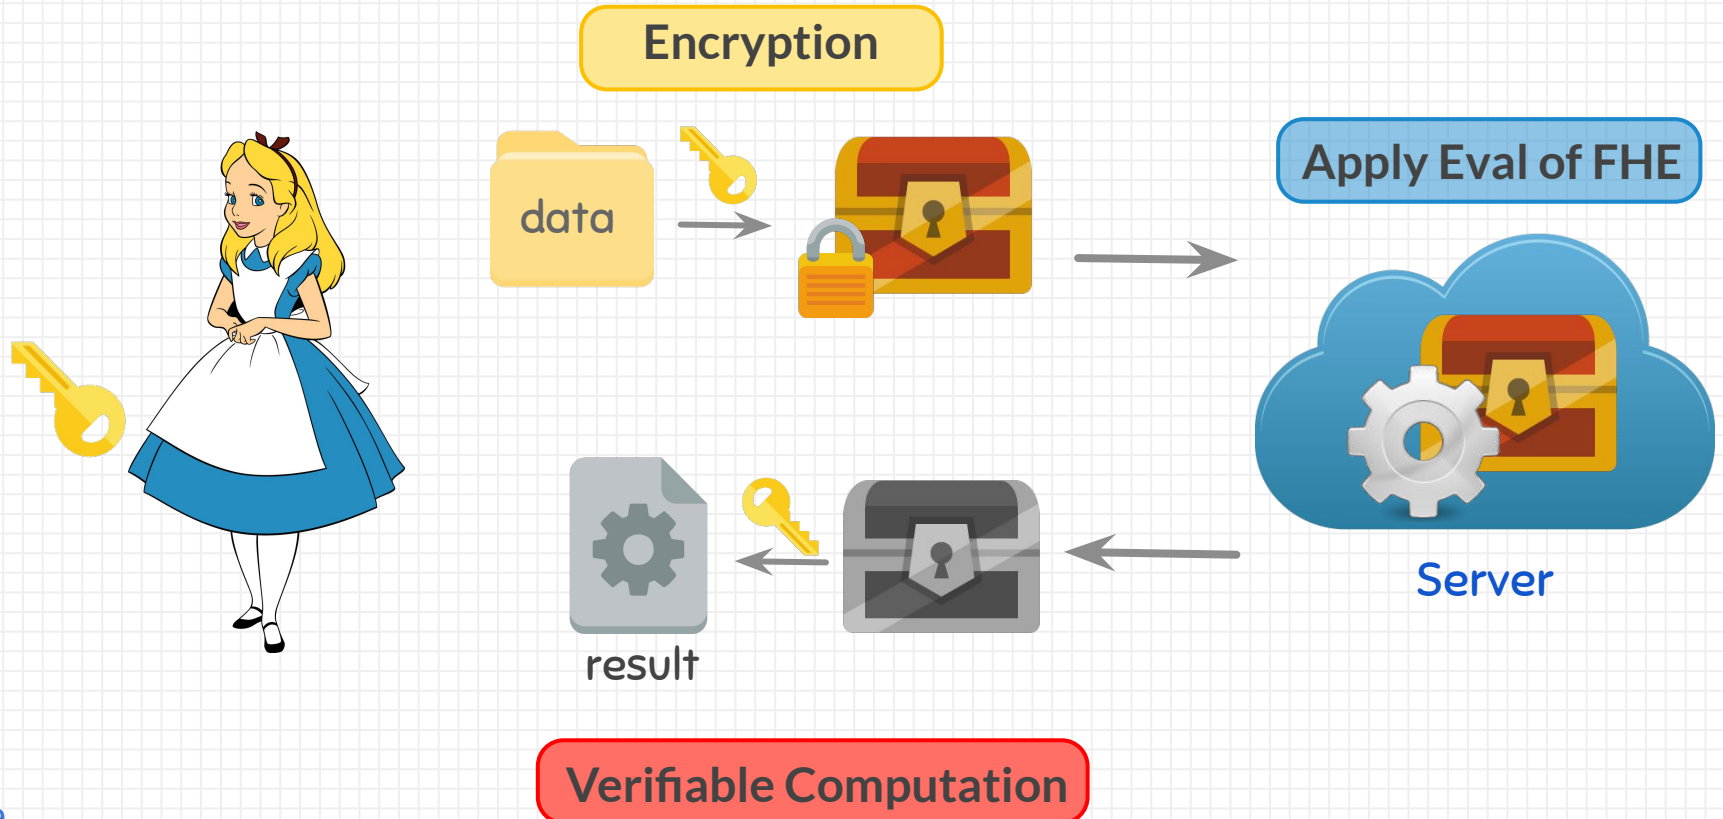 Encryption
data
Apply Eval of FHE
Server
result
Verifiable Computation